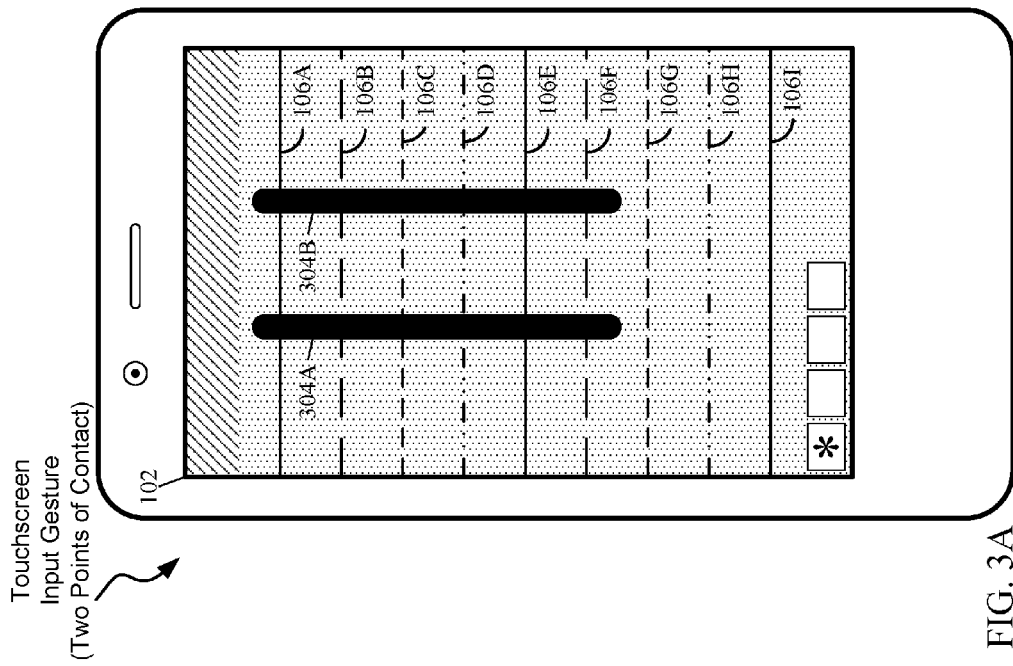 Touchscreen
Input Gesture
(Two Points of Contact)
102
106A
106B
106C
106D
106E
106F
106G
106H
106I
304A
304B
*
FIG. 3A